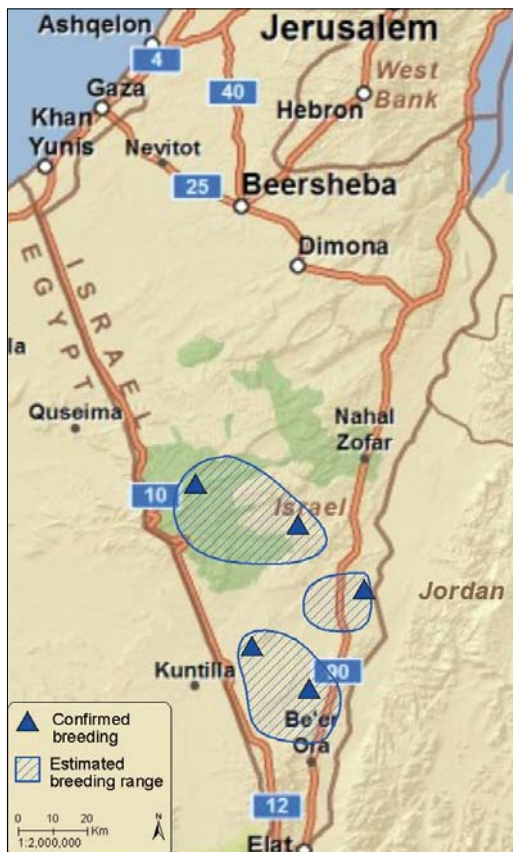 Ashqelon
Jerusalem
4
West
Bank
Gaza
40
Hebron
Khan
Yunis
Nevitot
25
Beersheba
Dimona
ISRAEL
EGYPT
la
Quseima
Nahal
Zofar
10
Israel
Jordan
Kuntilla
90
Be'er
Ora
12
Elat
Confirmed
breeding
Estimated
breeding range
0 10 20
Km
1:2,000,000
N